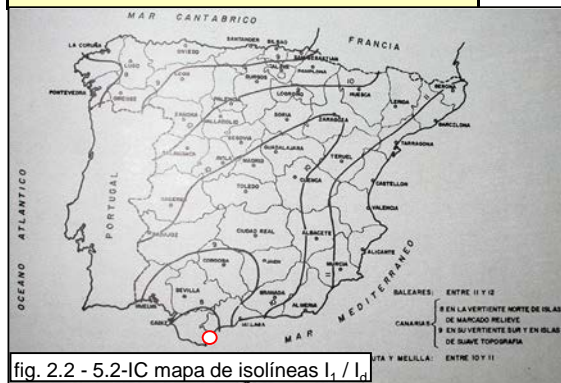 MAR CANTABRICO
FRANCIA
LA CORUÑA
OVIEDO
SANTANDER
BILBAO
SAN SEBASTIAN
LUGO
LEON
PAMPLONA
BURGOS
LOGROÑO
HUESCA
GERONA
PONTEVEDRA
ORENSE
PALENCIA
LERIDA
ZAMORA
VALLADOLID
SORIA
ZARAGOZA
BARCELONA
SEGOVIA
TARRAGONA
SALAMANCA
AVILA
GUADALAJARA
MADRID
TERUEL
OCEANO ATLANTICO
PORTUGAL
CUENCA
CASTELLON
TOLEDO
CACERES
VALENCIA
BADAJOZ
CIUDAD REAL
ALBACETE
ALICANTE
CORDOBA
JAEN
MURCIA
HUELVA
SEVILLA
GRANADA
CADIZ
MALAGA
ALMERIA
MAR MEDITERRANEO
BALEARES: ENTRE 11 Y 12
CANARIAS
8 EN LA VERTIENTE NORTE DE ISLAS
DE MARCADO RELIEVE
9 EN SU VERTIENTE SUR Y EN ISLAS
DE SUAVE TOPOGRAFIA
UTA Y MELILLA: ENTRE 10 Y 11
fig. 2.2 - 5.2-IC mapa de isolíneas I1 / Id